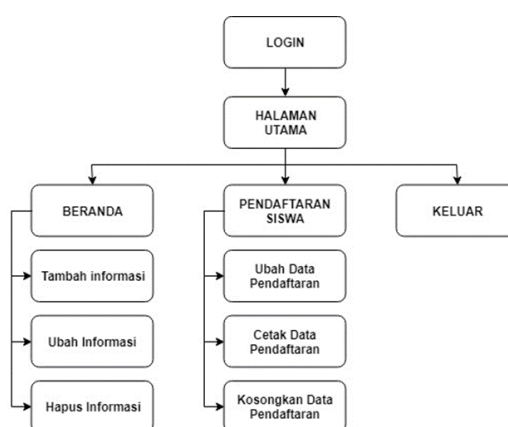 LOGIN
HALAMAN
UTAMA
BERANDA
PENDAFTARAN
SISWA
KELUAR
Tambah informasi
Ubah Data
Pendaftaran
Ubah Informasi
Cetak Data
Pendaftaran
Hapus Informasi
Kosongkan Data
Pendaftaran